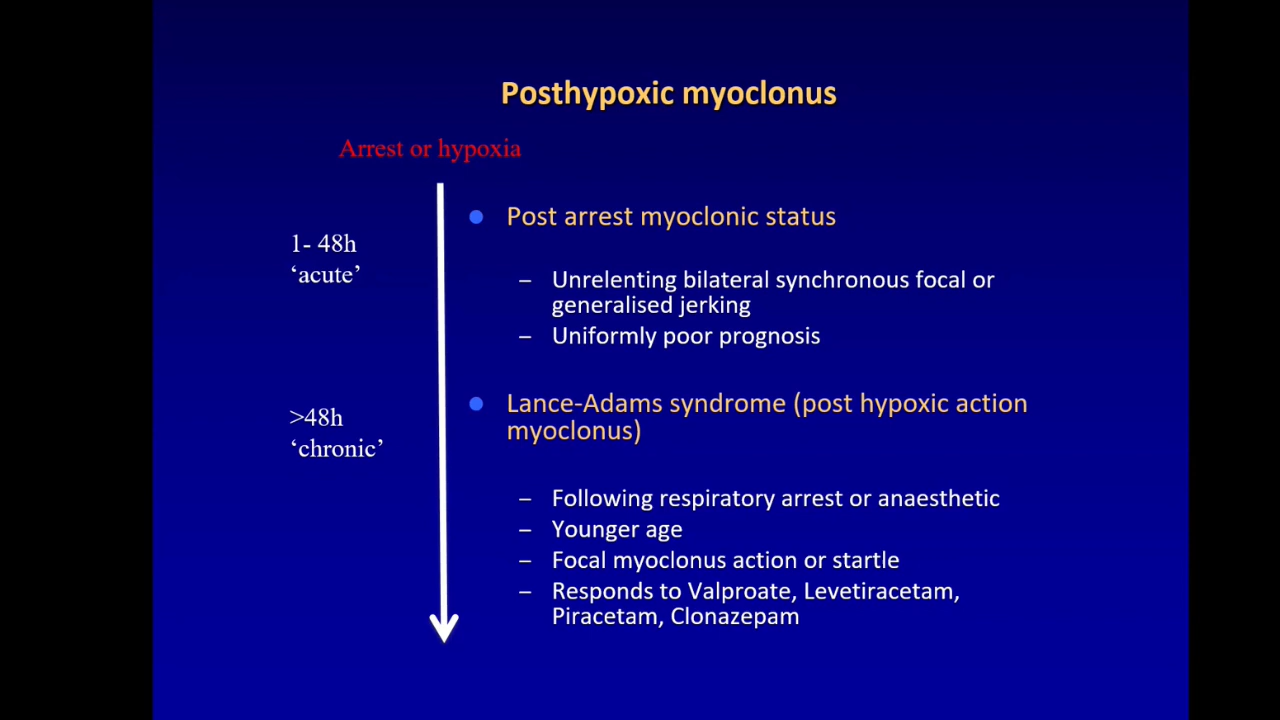 Posthypoxic myoclonus
Arrest or hypoxia
1- 48h
‘acute’
● Post arrest myoclonic status
– Unrelenting bilateral synchronous focal or
generalised jerking
– Uniformly poor prognosis
>48h
‘chronic’
● Lance-Adams syndrome (post hypoxic action
myoclonus)
– Following respiratory arrest or anaesthetic
– Younger age
– Focal myoclonus action or startle
– Responds to Valproate, Levetiracetam,
Piracetam, Clonazepam